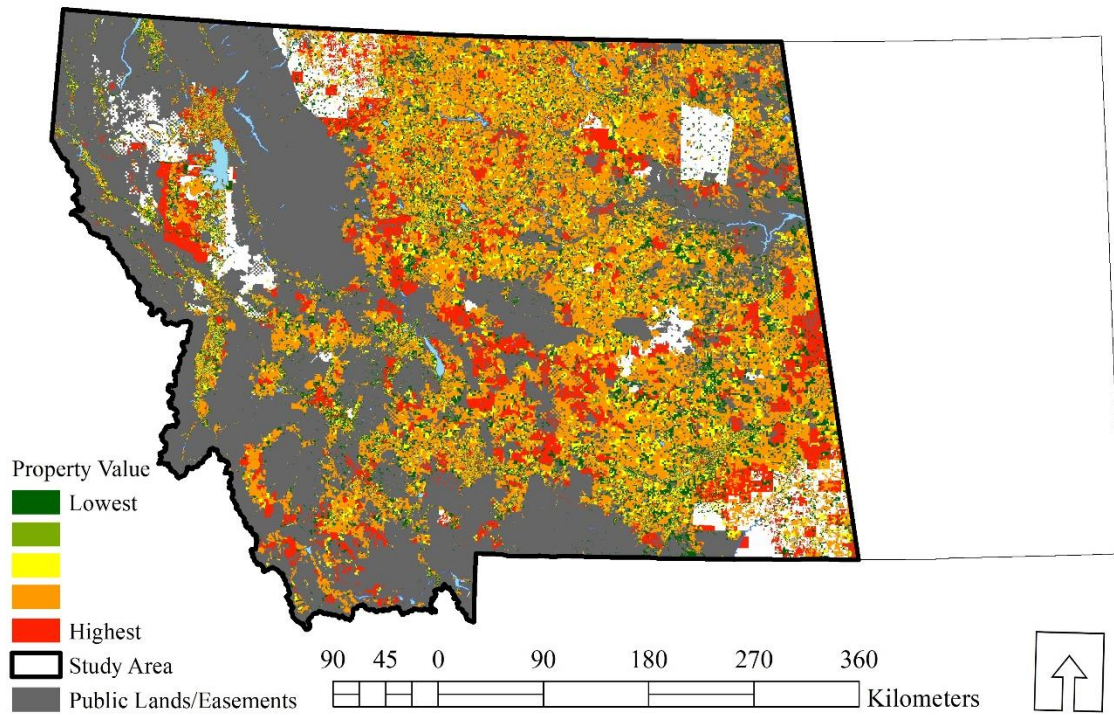 Property Value
Lowest
Highest
Study Area
Public Lands/Easements
90 45 0 90 180 270 360
Kilometers